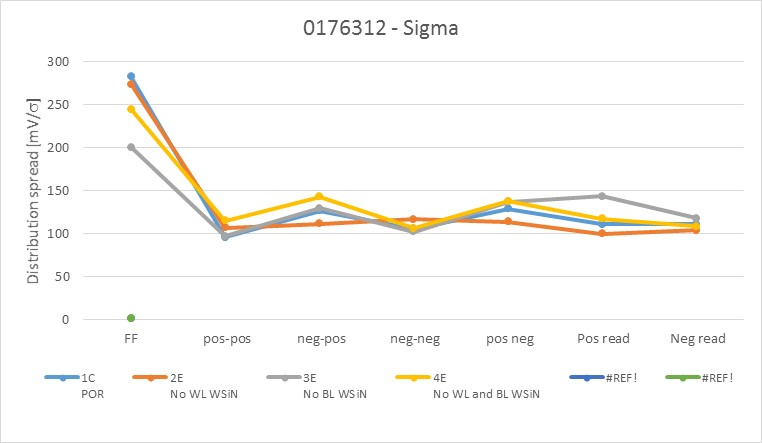 0176312 - Sigma
Distribution spread [mV/σ]
300
250
200
150
100
50
0
FF pos-pos neg-pos neg-neg pos neg Pos read Neg read
1C 2E 3E 4E #REF! #REF!
POR No WL WSiN No BL WSiN No WL and BL WSiN